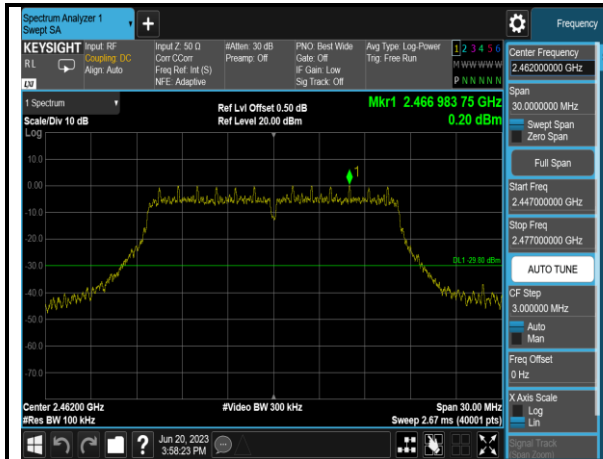 Spectrum Analyzer 1
Swept SA
+
Frequency
KEYSIGHT
RL
LXI
Input: RF
Coupling: DC
Align: Auto
Input Z: 50 Ω
Corr CCorr
Freq Ref: Int (S)
NFE: Adaptive
#Atten: 30 dB
Preamp: Off
PNO: Best Wide
Gate: Off
IF Gain: Low
Sig Track: Off
Avg Type: Log-Power
Trig: Free Run
1 2 3 4 5 6
M W W W W W
P N N N N N
1 Spectrum
Scale/Div 10 dB
Ref Lvl Offset 0.50 dB
Ref Level 20.00 dBm
Mkr1 2.466 983 75 GHz
0.20 dBm
Log
10.0
0.00
-10.0
-20.0
-30.0
-40.0
-50.0
-60.0
-70.0
1
DL1 -29.80 dBm
Center 2.46200 GHz
#Res BW 100 kHz
#Video BW 300 kHz
Span 30.00 MHz
Sweep 2.67 ms (40001 pts)
Center Frequency
2.462000000 GHz
Span
30.0000000 MHz
Swept Span
Zero Span
Full Span
Start Freq
2.447000000 GHz
Stop Freq
2.477000000 GHz
AUTO TUNE
CF Step
3.000000 MHz
Auto
Man
Freq Offset
0 Hz
X Axis Scale
Log
Lin
Signal Track
(Span Zoom)
?
Jun 20, 2023
3:58:23 PM